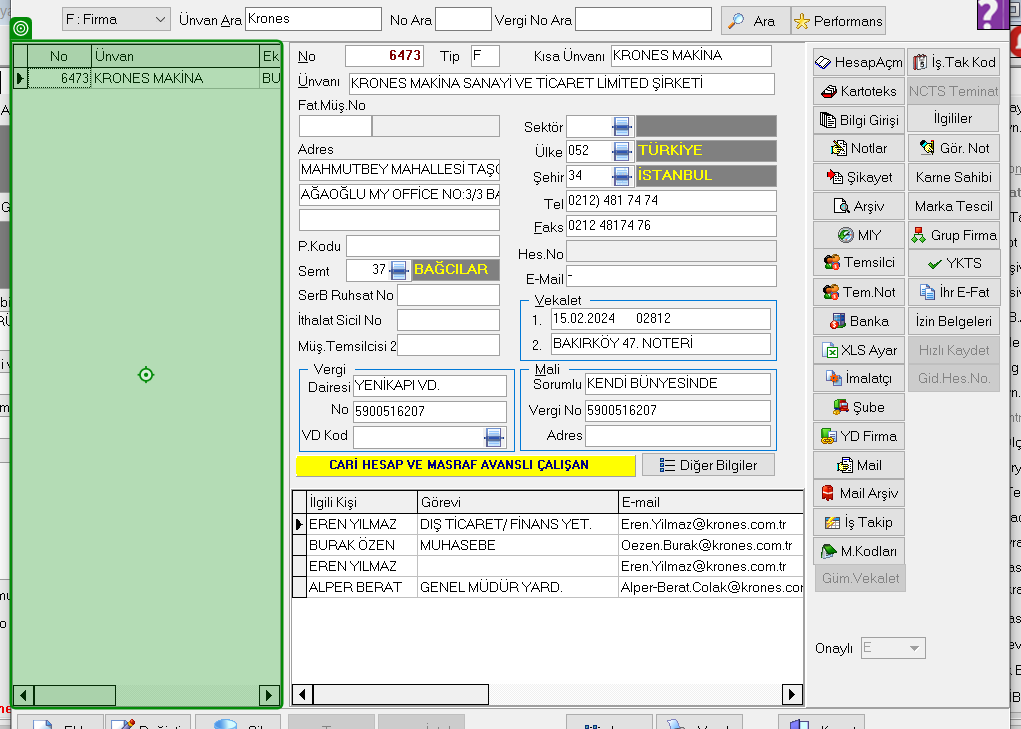 F : Firma Ünvan Ara Krones No Ara Vergi No Ara Ara Performans
No Ünvan Ek
6473 KRONES MAKİNA BU
No 6473 Tip F Kısa Ünvanı KRONES MAKİNA
Ünvanı KRONES MAKİNA SANAYİ VE TİCARET LİMİTED ŞİRKETİ
Fat.Müş.No
Sektör
Adres
Ülke 052 TÜRKİYE
MAHMUTBEY MAHALLESİ TAŞO
Şehir 34 İSTANBUL
AĞAOĞLU MY OFFİCE NO:3/3 BA
Tel 0212) 481 74 74
Faks 0212 48174 76
P.Kodu
Hes.No
Semt 37 BAĞCILAR
E-Mail -
SerB Ruhsat No
Vekalet
İthalat Sicil No
1. 15.02.2024 02812
Müş.Temsilcisi 2
2. BAKIRKÖY 47. NOTERİ
Vergi
Dairesi YENİKAPI VD.
No 5900516207
VD Kod
Mali
Sorumlu KENDİ BÜNYESİNDE
Vergi No 5900516207
Adres
CARİ HESAP VE MASRAF AVANSLI ÇALIŞAN
Diğer Bilgiler
İlgili Kişi Görevi E-mail
EREN YILMAZ DIŞ TİCARET/ FİNANS YET. Eren.Yilmaz@krones.com.tr
BURAK ÖZEN MUHASEBE Oezen.Burak@krones.com.tr
EREN YILMAZ Eren.Yilmaz@krones.com.tr
ALPER BERAT GENEL MÜDÜR YARD. Alper-Berat.Colak@krones.cor
HesapAçm İş.Tak Kod
Kartoteks NCTS Teminat
Bilgi Girişi İlgililer
Notlar Gör. Not
Şikayet Karne Sahibi
Arşiv Marka Tescil
MIY Grup Firma
Temsilci YKTS
Tem.Not İhr E-Fat
Banka İzin Belgeleri
XLS Ayar Hızlı Kaydet
İmalatçı Gid.Hes.No.
Şube
YD Firma
Mail
Mail Arşiv
İş Takip
M.Kodları
Güm.Vekalet
Onaylı E